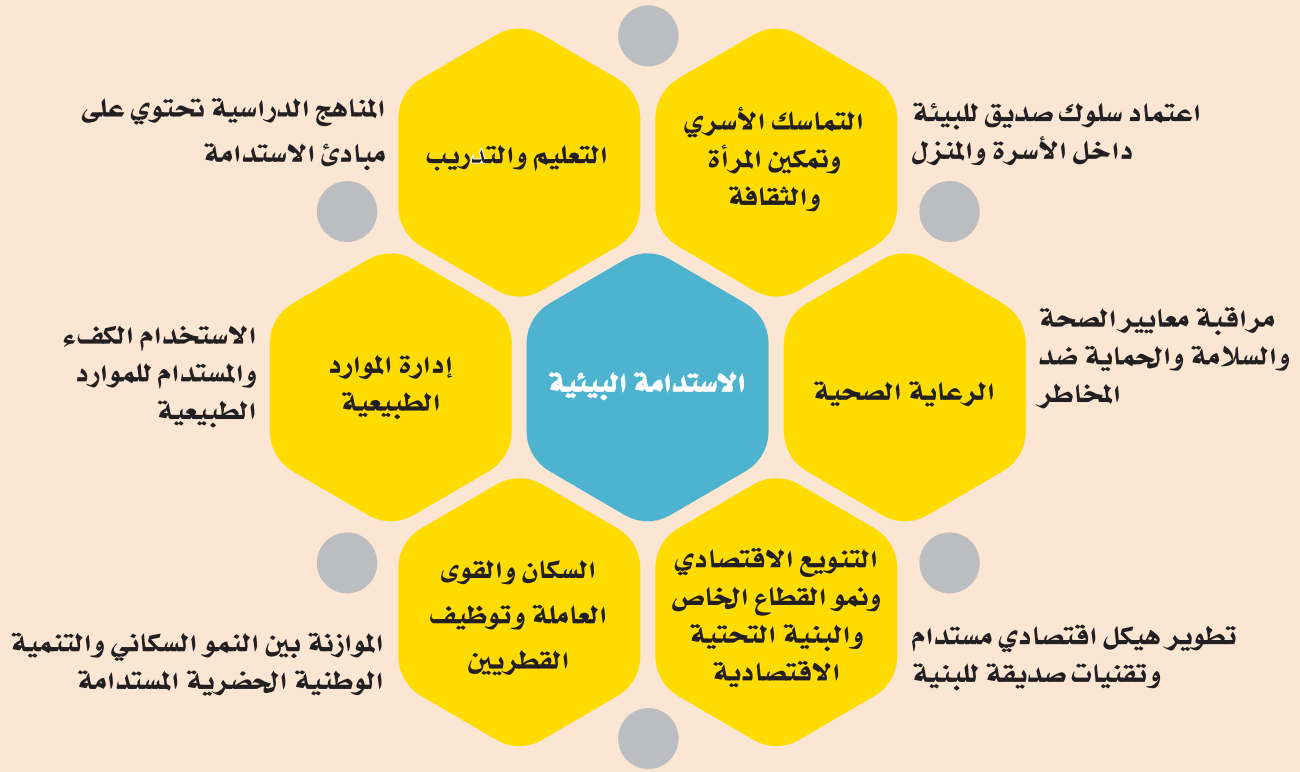 التماسك الأسري
وتمكين المرأة
والثقافة
اعتماد سلوك صديق للبيئة
داخل الأسرة والمنزل
التعليم والتدريب
المناهج الدراسية تحتوي على
مبادئ الاستدامة
الرعاية الصحية
مراقبة معايير الصحة
والسلامة والحماية ضد
المخاطر
الاستدامة البيئية
إدارة الموارد
الطبيعية
الاستخدام الكفء
والمستدام للموارد
الطبيعية
التنويع الاقتصادي
ونمو القطاع الخاص
والبنية التحتية
الاقتصادية
تطوير هيكل اقتصادي مستدام
وتقنيات صديقة للبنية
السكان والقوى
العاملة وتوظيف
القطريين
الموازنة بين النمو السكاني والتنمية
الوطنية الحضرية المستدامة